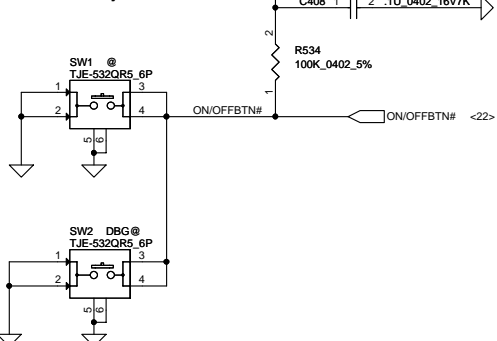 C408 1 2 .1U_0402_16V7K
2
R534
100K_0402_5%
1
SW1 @
TJE-532QR5_6P
1 3
2 4
5 6
ON/OFFBTN#
ON/OFFBTN# <22>
SW2 DBG@
TJE-532QR5_6P
1 3
2 4
5 6